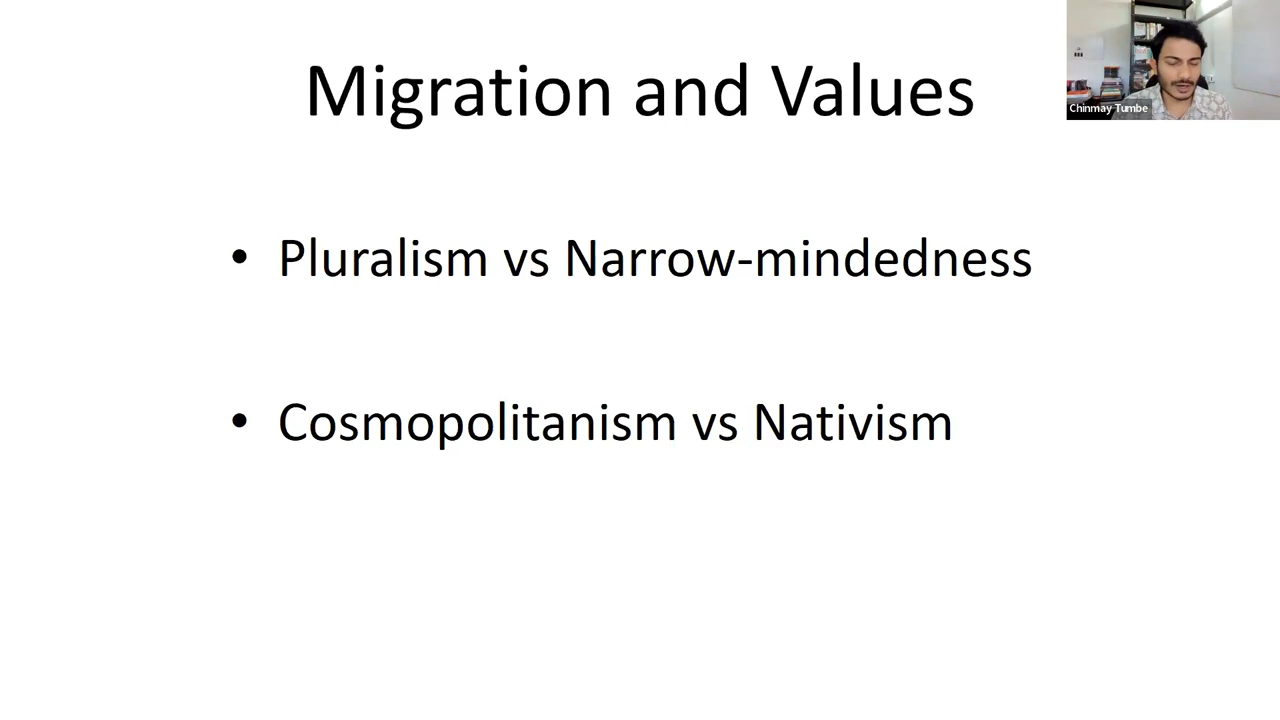 Migration and Values
Chinmay Tumbe
• Pluralism vs Narrow-mindedness
• Cosmopolitanism vs Nativism